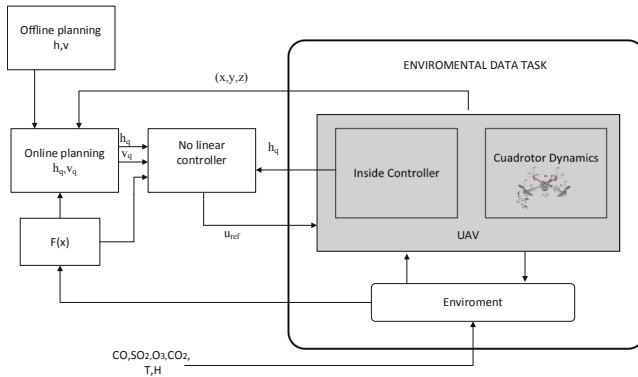 Offline planning
h,v
ENVIROMENTAL DATA TASK
(x,y,z)
Online planning
h_q,v_q
h_q
v_q
No linear
controller
h_q
Inside Controller
Cuadrotor Dynamics
UAV
u_ref
F(x)
Enviroment
CO,SO₂,O₃,CO₂,
T,H